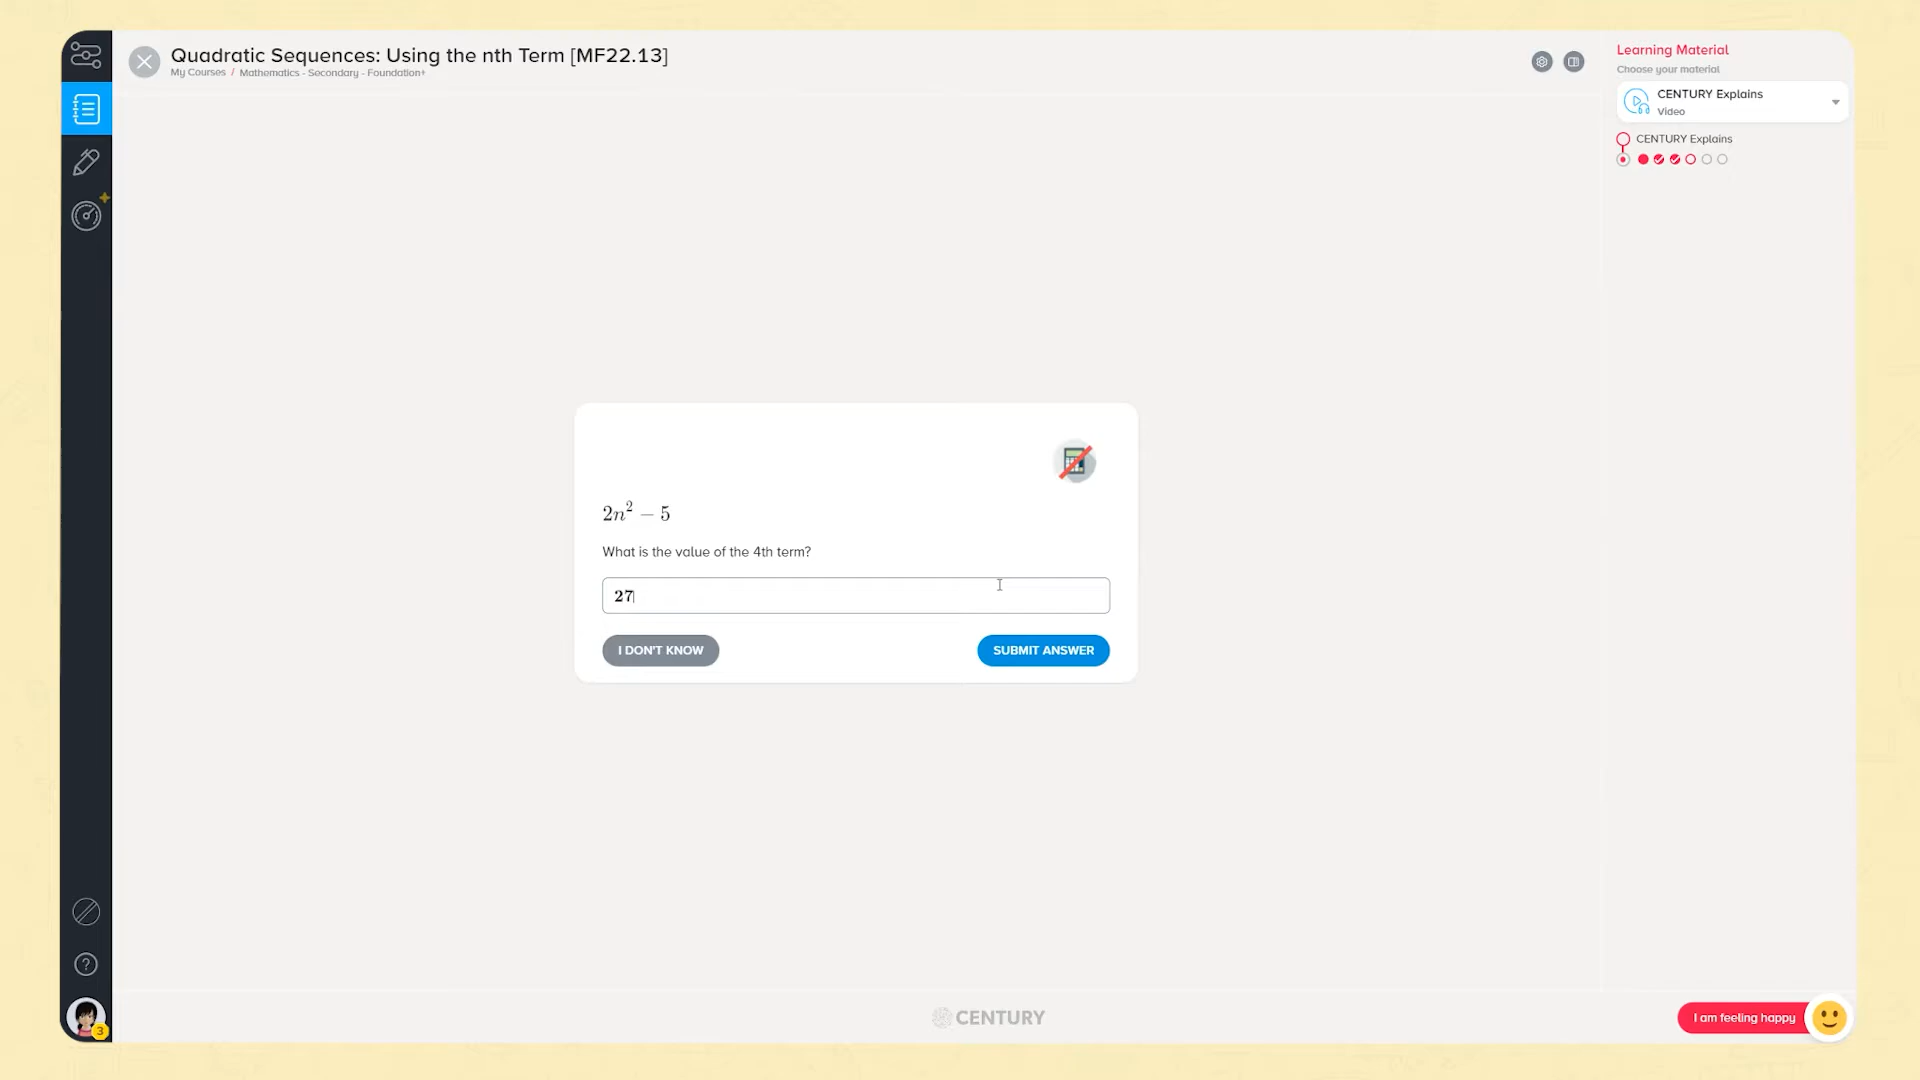 Quadratic Sequences: Using the nth Term [MF22.13]
My Courses / Mathematics - Secondary - Foundation+
Learning Material
Choose your material
CENTURY Explains
Video
CENTURY Explains
2n² − 5
What is the value of the 4th term?
27
I DON'T KNOW
SUBMIT ANSWER
?
3
CENTURY
I am feeling happy